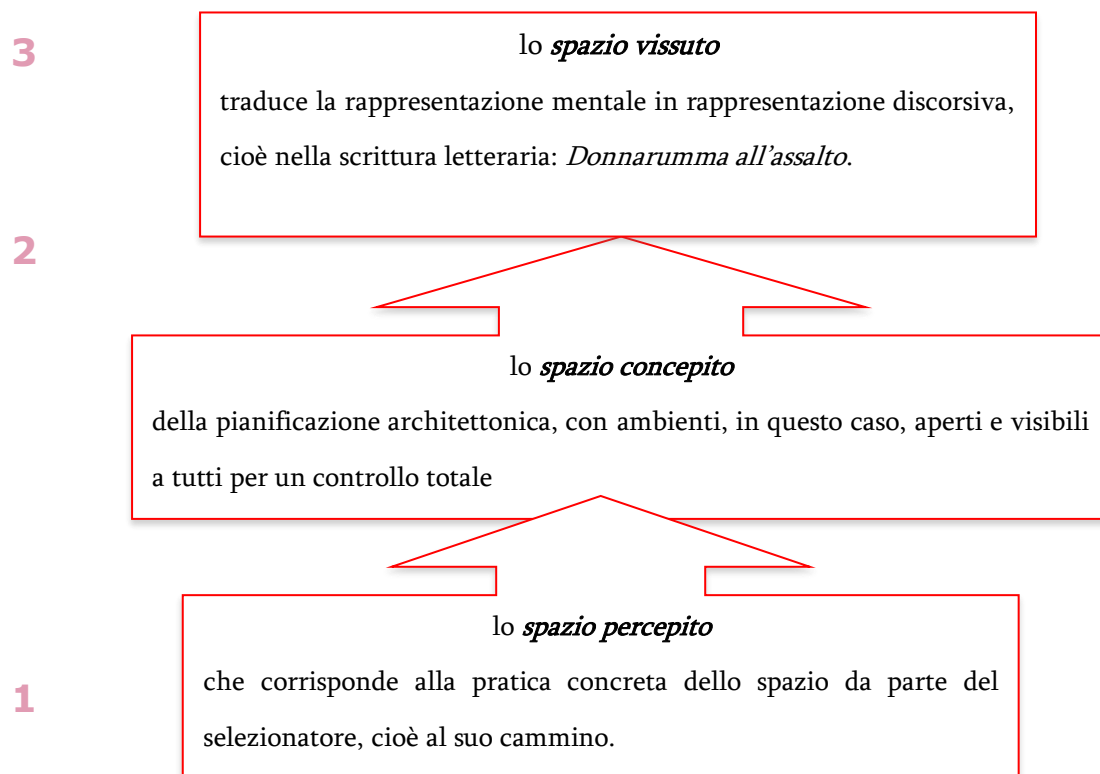 3
lo spazio vissuto
traduce la rappresentazione mentale in rappresentazione discorsiva,
cioè nella scrittura letteraria: Donnarumma all'assalto.
2
lo spazio concepito
della pianificazione architettonica, con ambienti, in questo caso, aperti e visibili
a tutti per un controllo totale
lo spazio percepito
1
che corrisponde alla pratica concreta dello spazio da parte del
selezionatore, cioè al suo cammino.